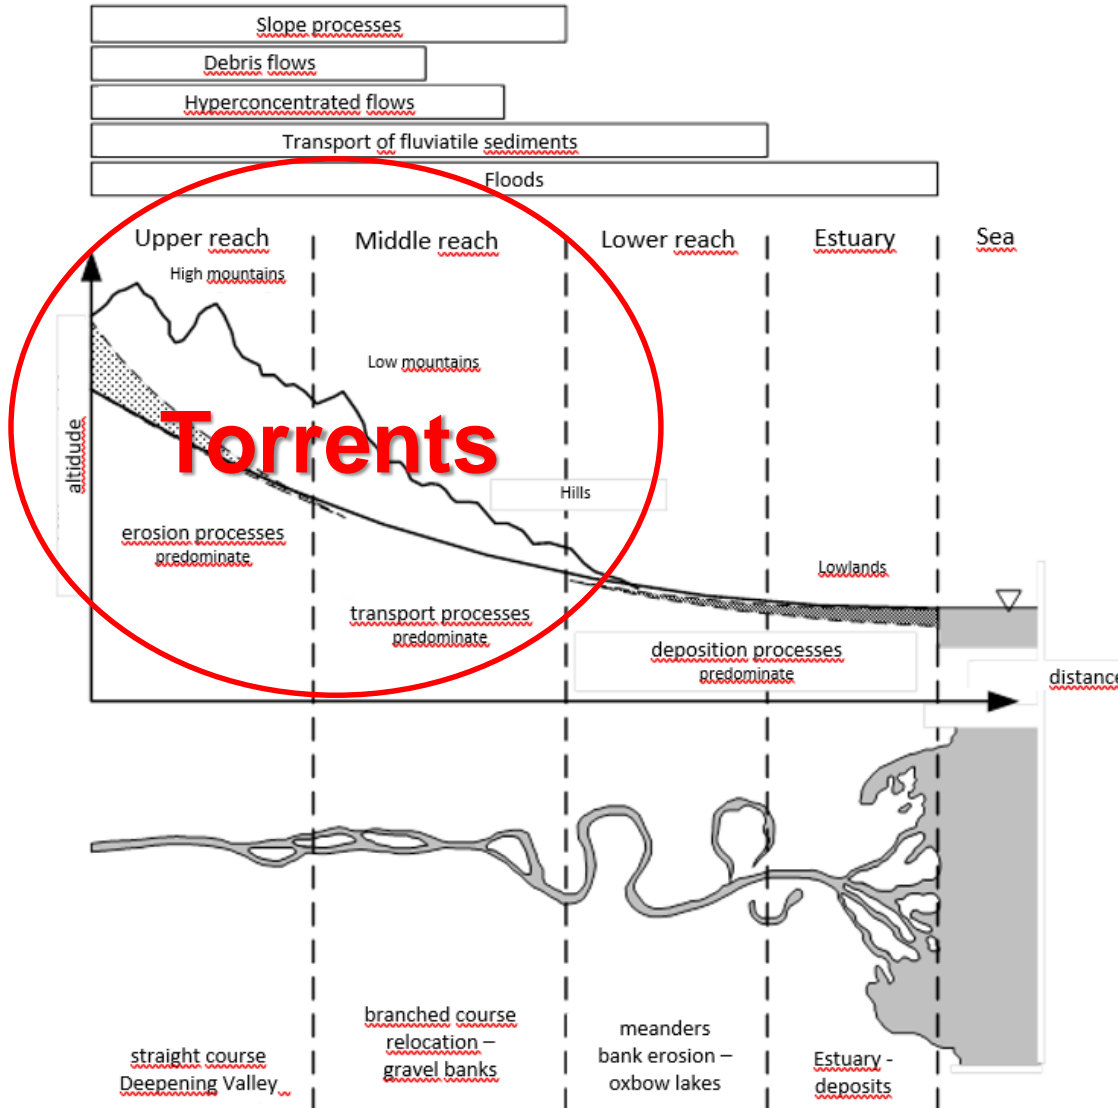 Slope processes
Debris flows
Hyperconcentrated flows
Transport of fluviatile sediments
Floods
Upper reach
Middle reach
Lower reach
Estuary
Sea
High mountains
Low mountains
Torrents
altidude
Hills
erosion processes
predominate
Lowlands
transport processes
predominate
deposition processes
predominate
distance
straight course
Deepening Valley
branched course
relocation –
gravel banks
meanders
bank erosion –
oxbow lakes
Estuary -
deposits